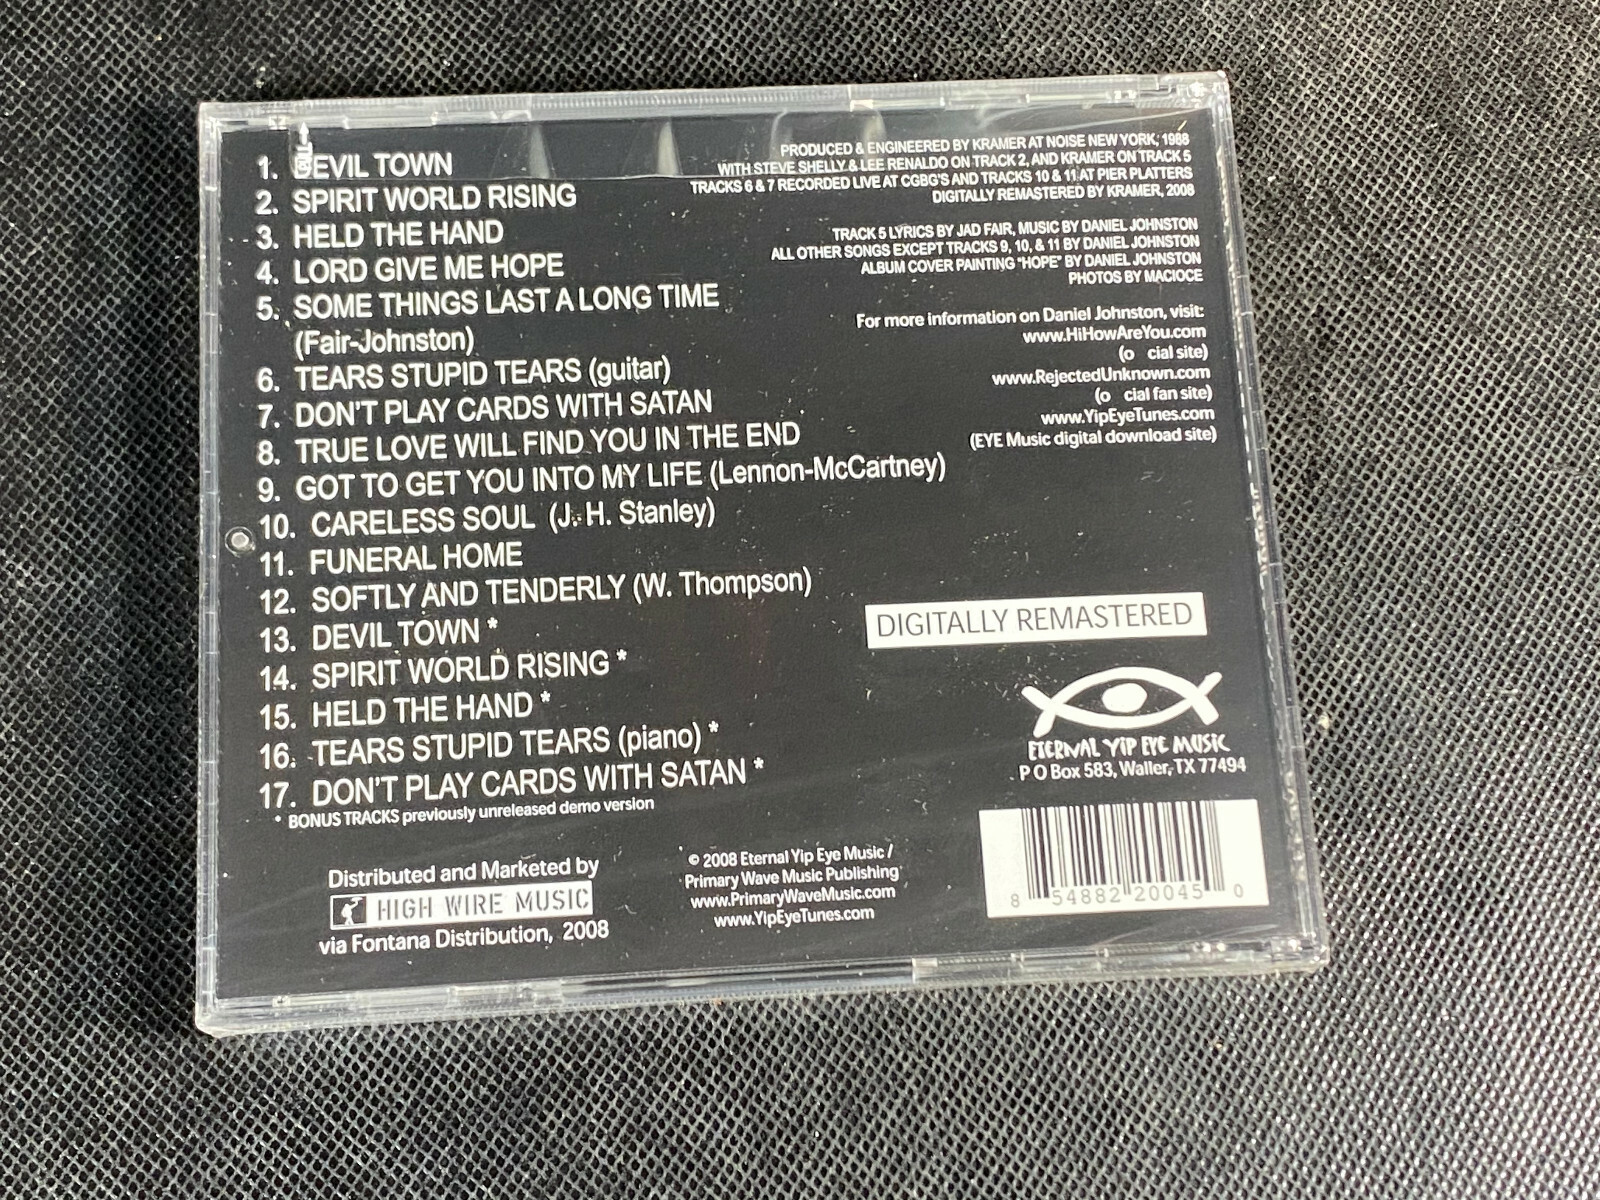 1. DEVIL TOWN
2. SPIRIT WORLD RISING
3. HELD THE HAND
4. LORD GIVE ME HOPE
5. SOME THINGS LAST A LONG TIME
(Fair-Johnston)
6. TEARS STUPID TEARS (guitar)
7. DON'T PLAY CARDS WITH SATAN
8. TRUE LOVE WILL FIND YOU IN THE END
9. GOT TO GET YOU INTO MY LIFE (Lennon-McCartney)
10. CARELESS SOUL (J. H. Stanley)
11. FUNERAL HOME
12. SOFTLY AND TENDERLY (W. Thompson)
13. DEVIL TOWN *
14. SPIRIT WORLD RISING *
15. HELD THE HAND *
16. TEARS STUPID TEARS (piano) *
17. DON'T PLAY CARDS WITH SATAN *
* BONUS TRACKS previously unreleased demo version
PRODUCED & ENGINEERED BY KRAMER AT NOISE NEW YORK, 1988
WITH STEVE SHELLY & LEE RENALDO ON TRACK 2, AND KRAMER ON TRACK 5
TRACKS 6 & 7 RECORDED LIVE AT CGBG'S AND TRACKS 10 & 11 AT PIER PLATTERS
DIGITALLY REMASTERED BY KRAMER, 2008
TRACK 5 LYRICS BY JAD FAIR, MUSIC BY DANIEL JOHNSTON
ALL OTHER SONGS EXCEPT TRACKS 9, 10, & 11 BY DANIEL JOHNSTON
ALBUM COVER PAINTING "HOPE" BY DANIEL JOHNSTON
PHOTOS BY MACIOCE
For more information on Daniel Johnston, visit:
www.HiHowAreYou.com
(o cial site)
www.RejectedUnknown.com
(o cial fan site)
www.YipEyeTunes.com
(EYE Music digital download site)
DIGITALLY REMASTERED
ETERNAL YIP EYE MUSIC
P O Box 583, Waller, TX 77494
Distributed and Marketed by
HIGH WIRE MUSIC
via Fontana Distribution, 2008
© 2008 Eternal Yip Eye Music /
Primary Wave Music Publishing
www.PrimaryWaveMusic.com
www.YipEyeTunes.com
8 54882 20045 0